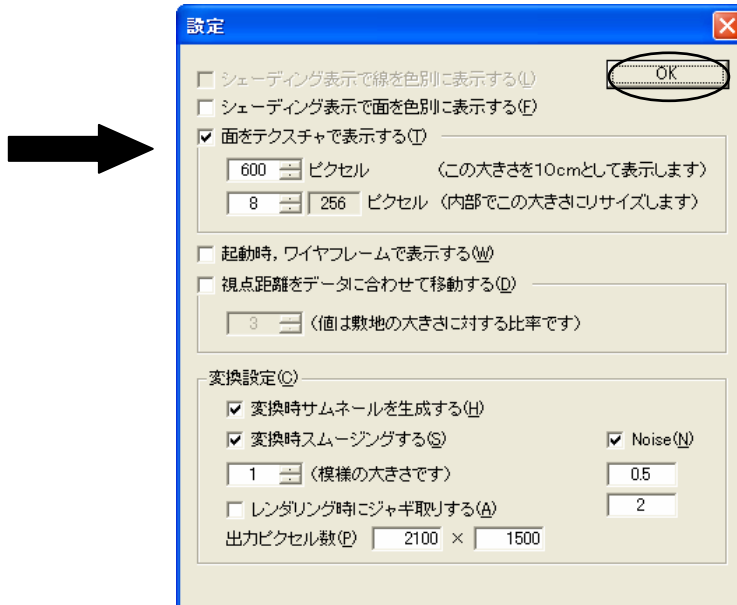 設定
OK
シェーディング表示で線を色別に表示する(L)
シェーディング表示で面を色別に表示する(F)
面をテクスチャで表示する(T)
600 ピクセル (この大きさを10cmとして表示します)
8 256 ピクセル (内部でこの大きさにリサイズします)
起動時，ワイヤフレームで表示する(W)
視点距離をデータに合わせて移動する(D)
3 (値は敷地の大きさに対する比率です)
変換設定(C)
変換時サムネールを生成する(H)
変換時スムージングする(S) Noise(N)
1 (模様の大きさです) 0.5
レンダリング時にジャギ取りする(A) 2
出力ピクセル数(P) 2100 × 1500